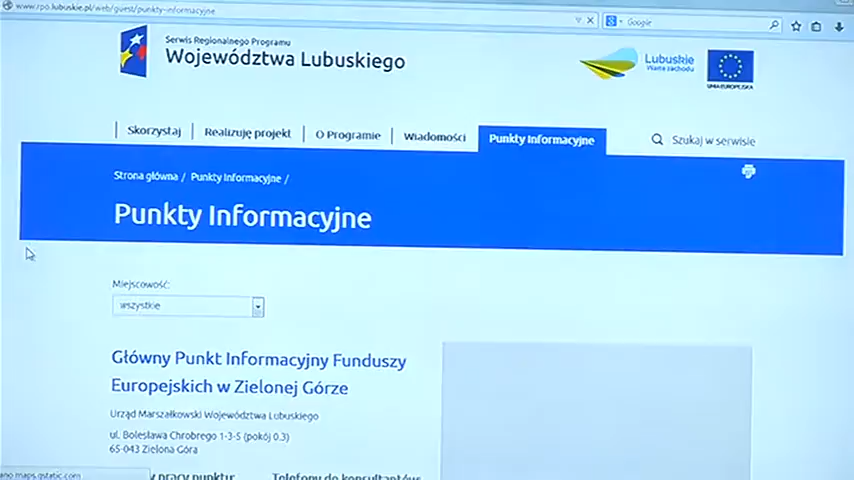 www.rpo.lubuskie.pl/web/guest/punkty-informacyjne
Google
Serwis Regionalnego Programu
Województwa Lubuskiego
Lubuskie
Warte zachodu
UNIA EUROPEJSKA
Skorzystaj
Realizuję projekt
O Programie
Wiadomości
Punkty Informacyjne
Szukaj w serwisie
Strona główna / Punkty Informacyjne /
Punkty Informacyjne
Miejscowość:
wszystkie
Główny Punkt Informacyjny Funduszy
Europejskich w Zielonej Górze
Urząd Marszałkowski Województwa Lubuskiego
ul. Bolesława Chrobrego 1-3-5 (pokój 0.3)
65-043 Zielona Góra
ano maps.gstatic.com
y pracy punktu:
Telefony do konsultantów